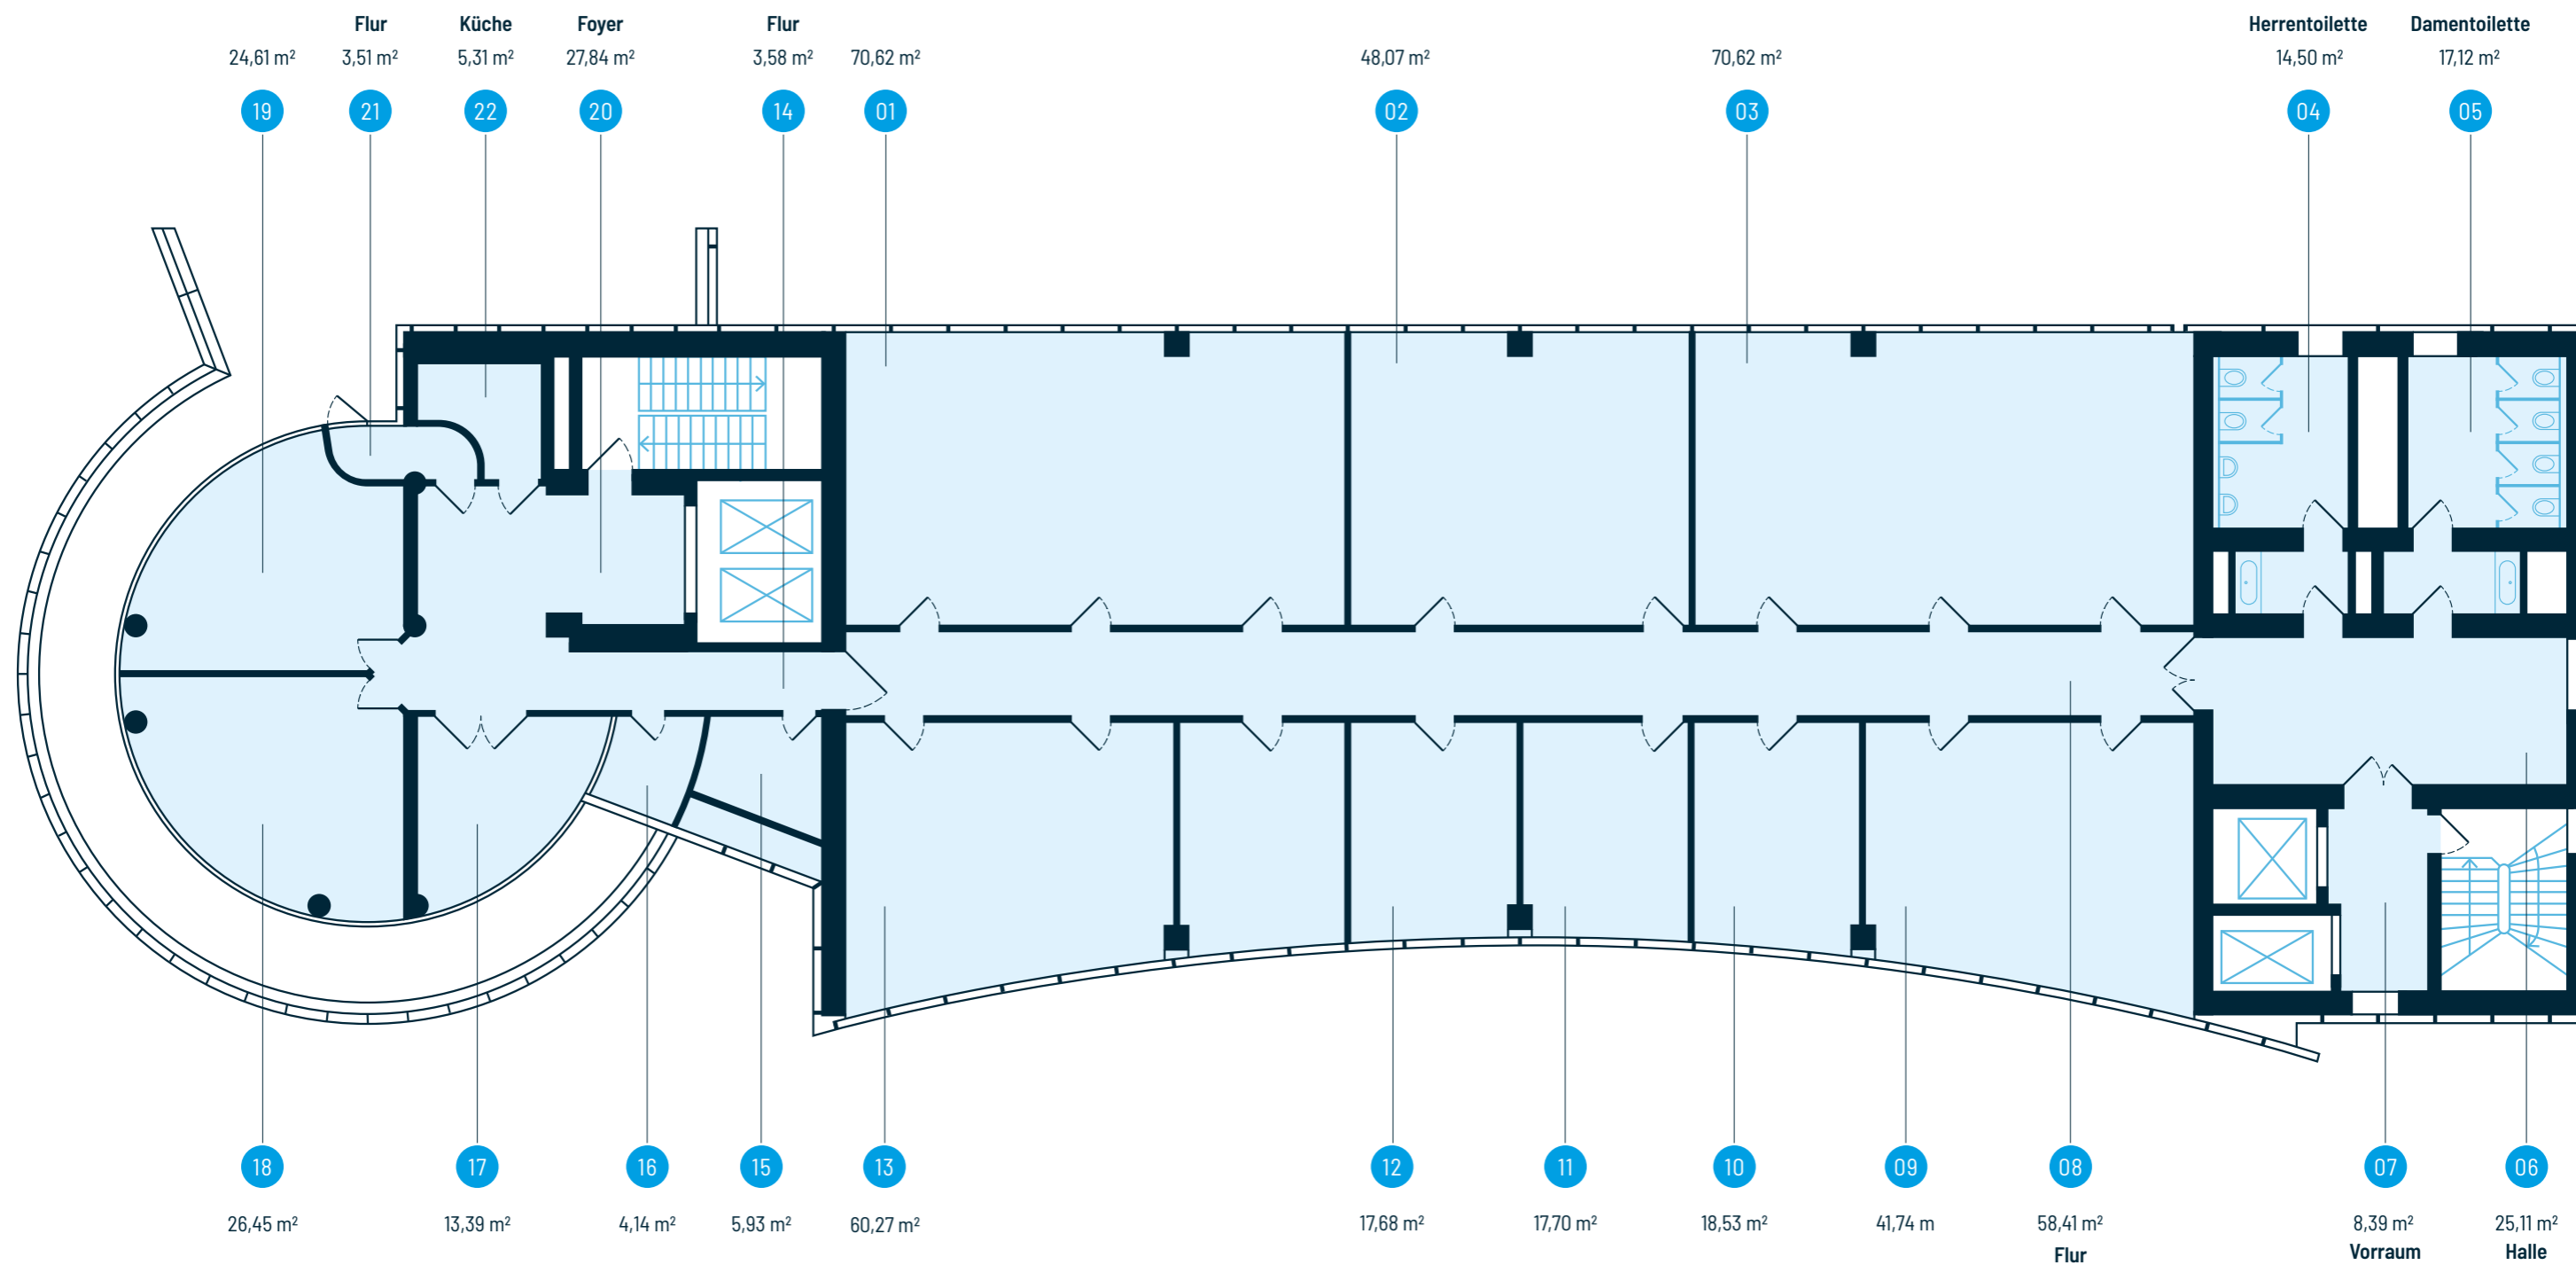 Flur Küche Foyer Flur Herrentoilette Damentoilette
24,61 m² 3,51 m² 5,31 m² 27,84 m² 3,58 m² 70,62 m² 48,07 m² 70,62 m² 14,50 m² 17,12 m²
19 21 22 20 14 01 02 03 04 05
18 17 16 15 13 12 11 10 09 08 07 06
26,45 m² 13,39 m² 4,14 m² 5,93 m² 60,27 m² 17,68 m² 17,70 m² 18,53 m² 41,74 m 58,41 m² 8,39 m² 25,11 m²
Flur Vorraum Halle